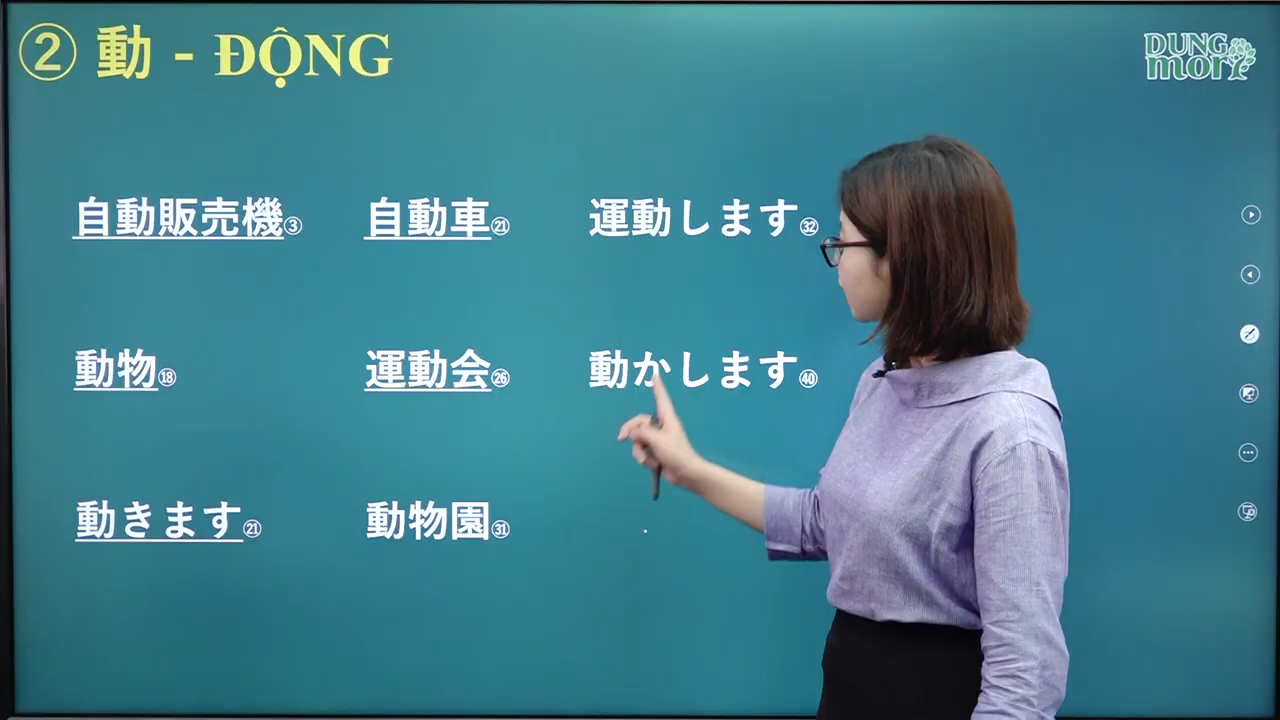 ② 動 - ĐỘNG
DUNG
mori
自動販売機③ 自動車㉑ 運動します㉜
動物⑱ 運動会㉖ 動かします㊵
動きます㉑ 動物園㉛